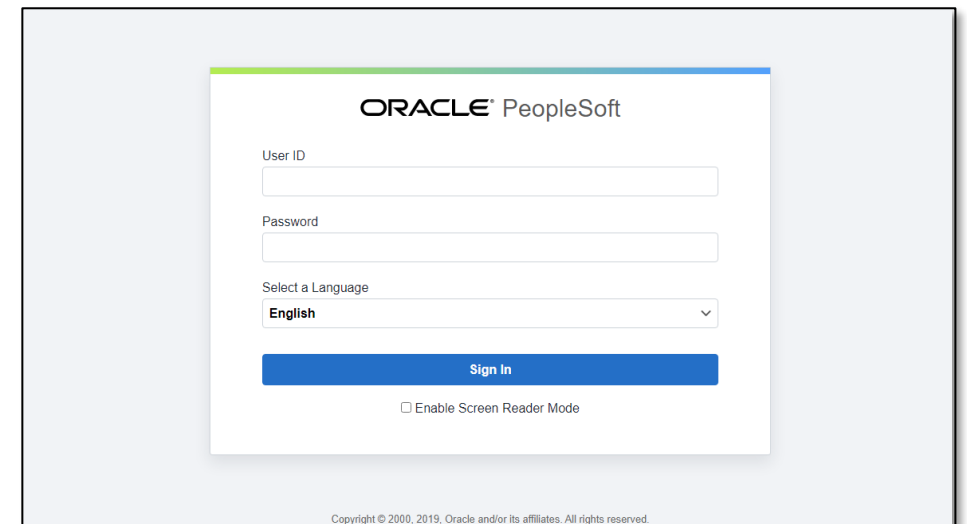 ORACLE® PeopleSoft
User ID
Password
Select a Language
English
Sign In
Enable Screen Reader Mode
Copyright © 2000, 2019, Oracle and/or its affiliates. All rights reserved.